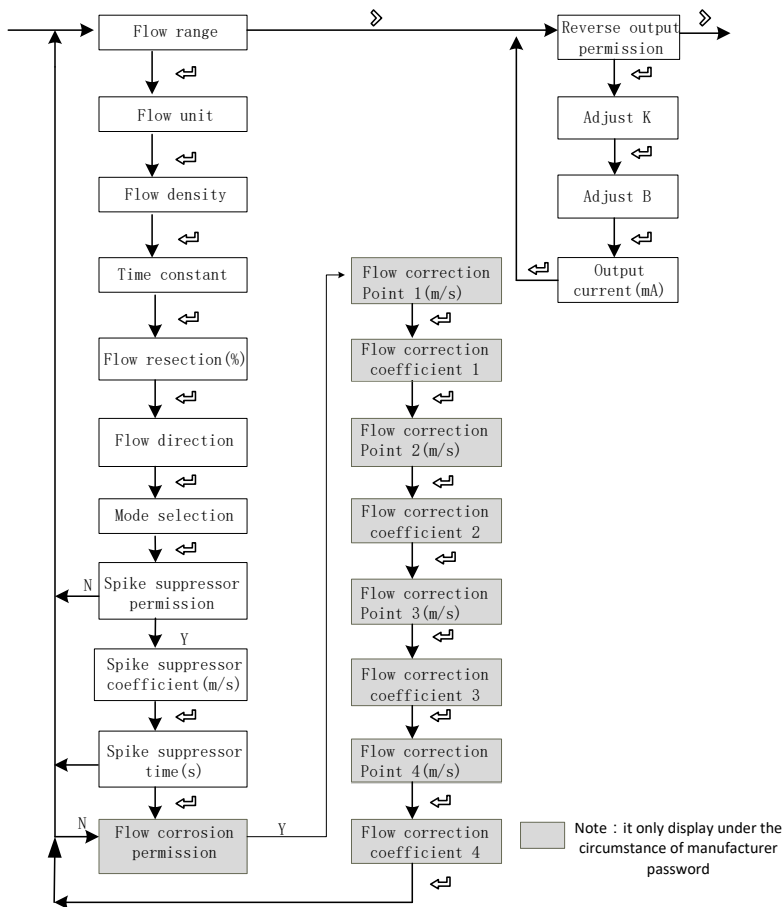 Flow range
Flow unit
Flow density
Time constant
Flow resection(%)
Flow direction
Mode selection
N
Spike suppressor
permission
Y
Spike suppressor
coefficient(m/s)
Spike suppressor
time(s)
N
Flow corrosion
permission
Y
Flow correction
Point 1(m/s)
Flow correction
coefficient 1
Flow correction
Point 2(m/s)
Flow correction
coefficient 2
Flow correction
Point 3(m/s)
Flow correction
coefficient 3
Flow correction
Point 4(m/s)
Flow correction
coefficient 4
Reverse output
permission
Adjust K
Adjust B
Output
current(mA)
Note：it only display under the
circumstance of manufacturer
password